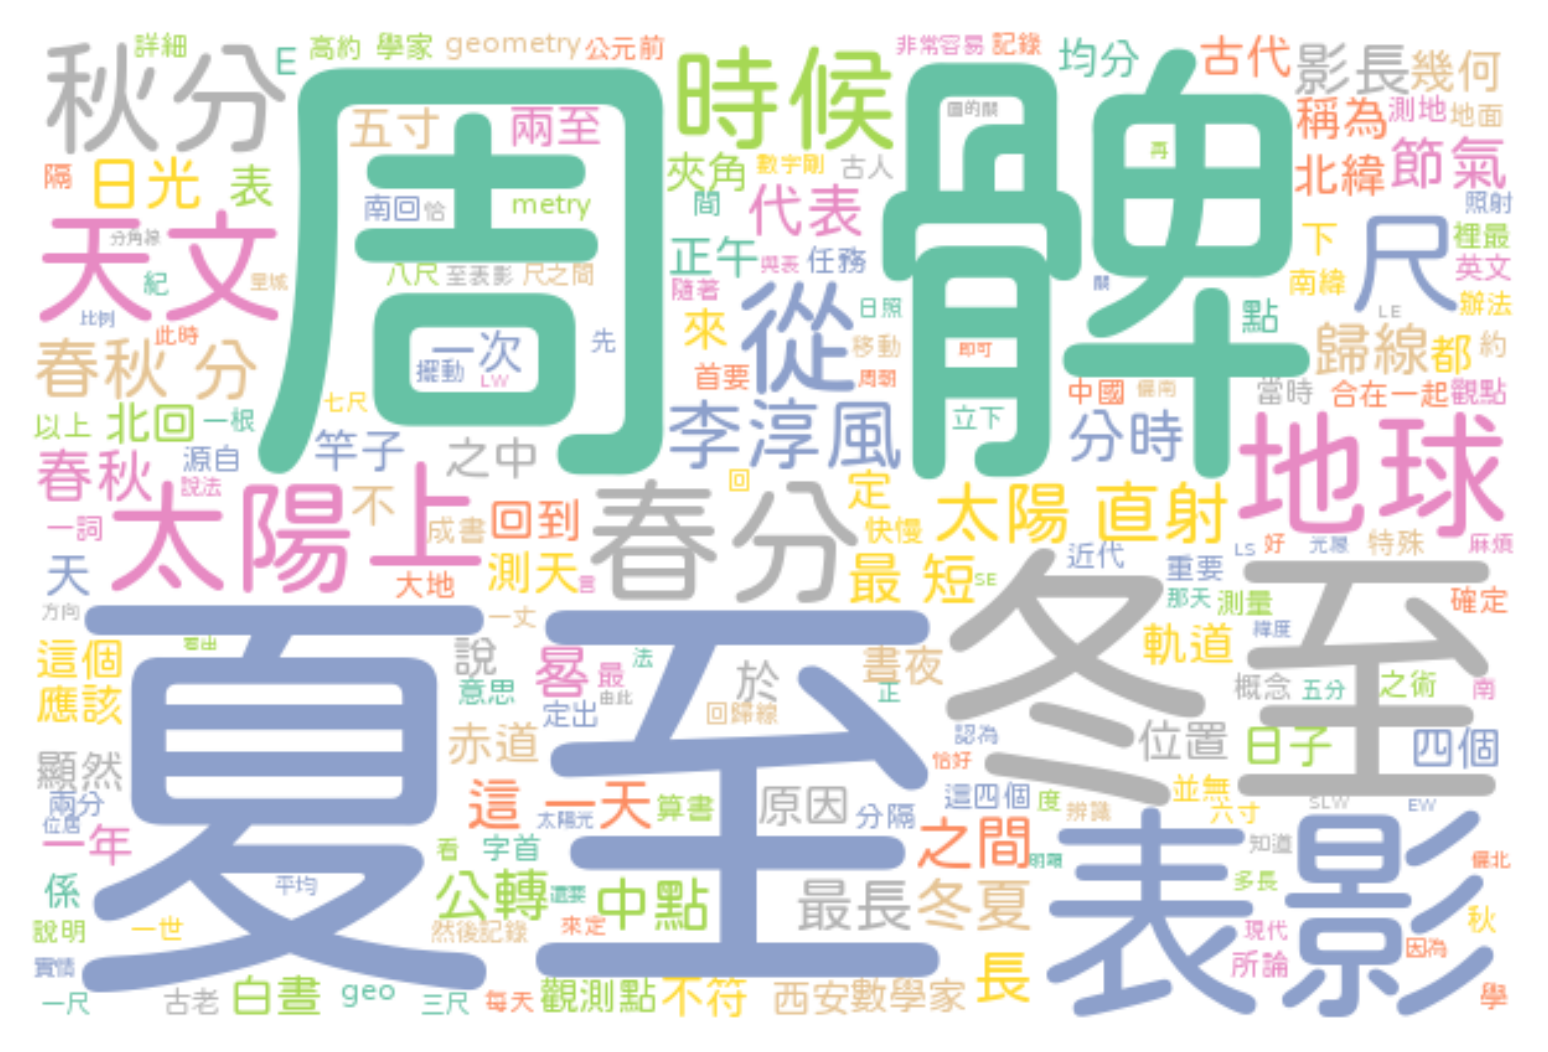 秋分
詳細
E
高約
學家
geometry
公元前
時候
非常容易
記錄
均分
古代
影長
幾何
周髀
五寸
兩至
圓的關
稱為
測地
地面
隔
日光
表
夾角
數宇剛
古人
再
北緯
節氣
南回
恰
metry
間
代表
照射
天文
分角線
正午
與表
任務
下
尺
裡最
英文
紀
里城
八尺
至表影
尺之間
隨著
南緯
辦法
比例
此時
一次
先
來
從
日照
點
LE
春秋 分
擺動
LW
移動
即可
歸線
都
約
首要
周朝
中國
偏南
當時
合在一起
觀點
以上
北回
一根
七尺
李淳風
立下
分時
地球
竿子
之中
春秋
源自
說法
回
定
太陽 直射
太陽
上
不
成書
回到
春分
快慢
一詞
LS
好
光線
特殊
麻煩
天
大地
測天
言
最 短
SE
近代
重要
冬至
方向
一丈
那天
測量
確定
夏至
看出
這個
說
晷
最
法
於
晝夜
軌道
緯度
應該
意思
由此
正
概念
五分
之術
南
定出
回歸線
赤道
認為
位置
日子
四個
顯然
恰好
兩分
位居
這 一天
太陽光
算書
原因
分隔
這四個
度
辨識
並無
六寸
SLW
EW
一年
看
字首
之間
明確
表影
知道
偏北
係
平均
公轉
還要
中點
最長
冬夏
多長
說明
一世
然後記錄
來定
現代
因為
秋
實情
所論
一尺
古老
白晝
geo
三尺
每天
觀測點
不符
西安數學家
長
學